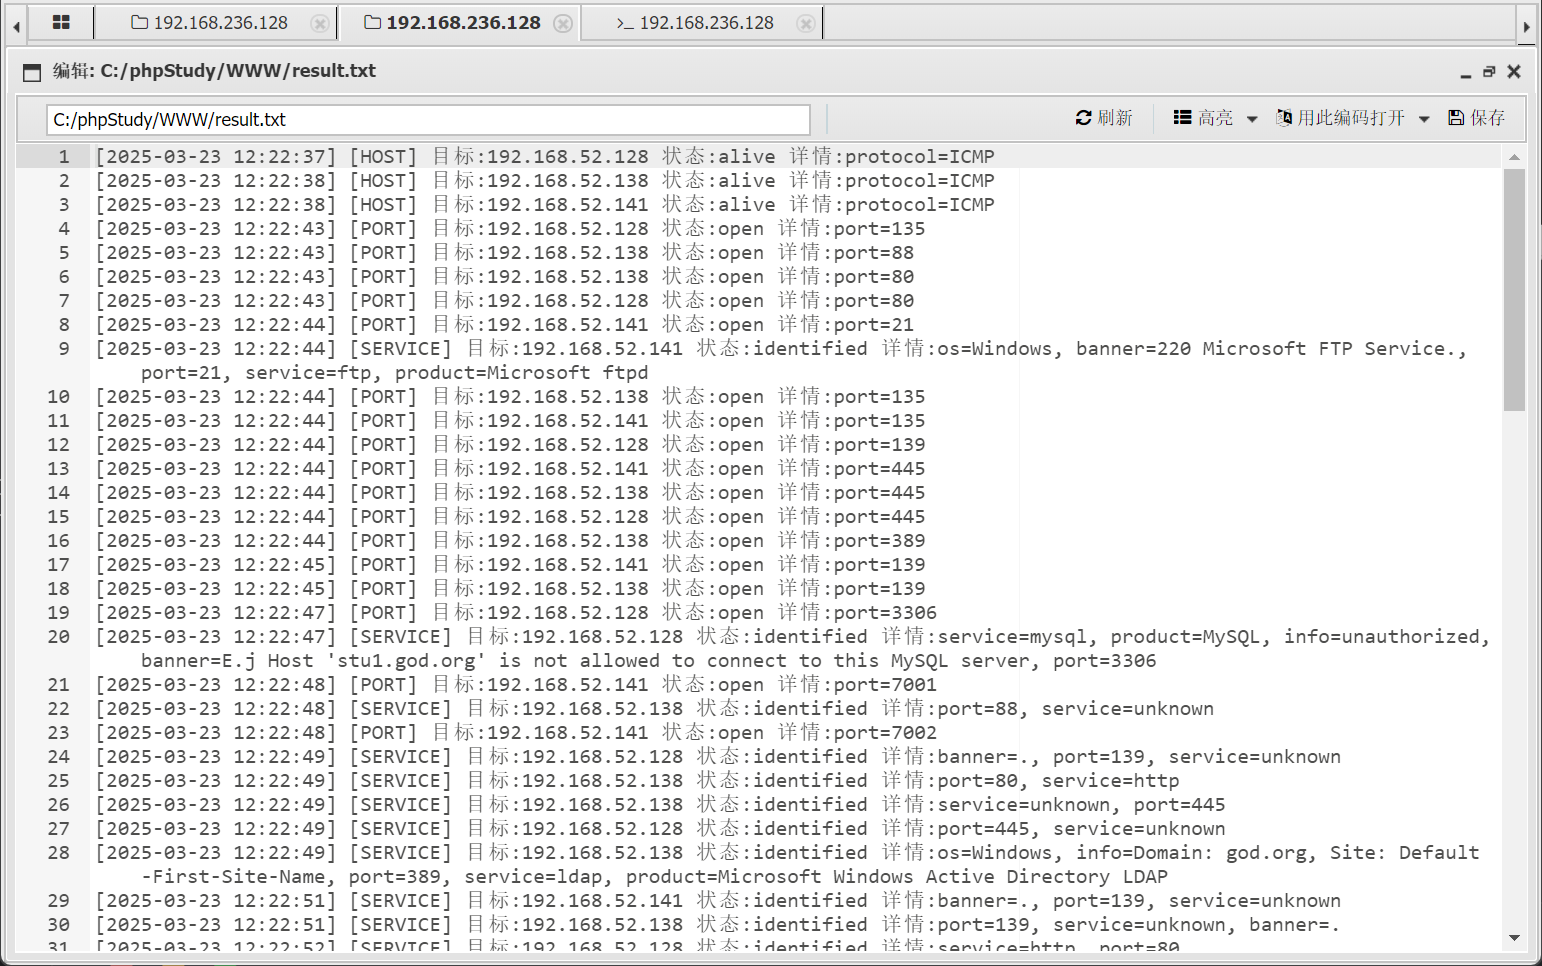 192.168.236.128
192.168.236.128
>_ 192.168.236.128
编辑: C:/phpStudy/WWW/result.txt
C:/phpStudy/WWW/result.txt
刷新
高亮
用此编码打开
保存
1 [2025-03-23 12:22:37] [HOST] 目标:192.168.52.128 状态:alive 详情:protocol=ICMP
2 [2025-03-23 12:22:38] [HOST] 目标:192.168.52.138 状态:alive 详情:protocol=ICMP
3 [2025-03-23 12:22:38] [HOST] 目标:192.168.52.141 状态:alive 详情:protocol=ICMP
4 [2025-03-23 12:22:43] [PORT] 目标:192.168.52.128 状态:open 详情:port=135
5 [2025-03-23 12:22:43] [PORT] 目标:192.168.52.138 状态:open 详情:port=88
6 [2025-03-23 12:22:43] [PORT] 目标:192.168.52.138 状态:open 详情:port=80
7 [2025-03-23 12:22:43] [PORT] 目标:192.168.52.128 状态:open 详情:port=80
8 [2025-03-23 12:22:44] [PORT] 目标:192.168.52.141 状态:open 详情:port=21
9 [2025-03-23 12:22:44] [SERVICE] 目标:192.168.52.141 状态:identified 详情:os=Windows, banner=220 Microsoft FTP Service.,
port=21, service=ftp, product=Microsoft ftpd
10 [2025-03-23 12:22:44] [PORT] 目标:192.168.52.138 状态:open 详情:port=135
11 [2025-03-23 12:22:44] [PORT] 目标:192.168.52.141 状态:open 详情:port=135
12 [2025-03-23 12:22:44] [PORT] 目标:192.168.52.128 状态:open 详情:port=139
13 [2025-03-23 12:22:44] [PORT] 目标:192.168.52.141 状态:open 详情:port=445
14 [2025-03-23 12:22:44] [PORT] 目标:192.168.52.138 状态:open 详情:port=445
15 [2025-03-23 12:22:44] [PORT] 目标:192.168.52.128 状态:open 详情:port=445
16 [2025-03-23 12:22:44] [PORT] 目标:192.168.52.138 状态:open 详情:port=389
17 [2025-03-23 12:22:45] [PORT] 目标:192.168.52.141 状态:open 详情:port=139
18 [2025-03-23 12:22:45] [PORT] 目标:192.168.52.138 状态:open 详情:port=139
19 [2025-03-23 12:22:47] [PORT] 目标:192.168.52.128 状态:open 详情:port=3306
20 [2025-03-23 12:22:47] [SERVICE] 目标:192.168.52.128 状态:identified 详情:service=mysql, product=MySQL, info=unauthorized,
banner=E.j Host 'stu1.god.org' is not allowed to connect to this MySQL server, port=3306
21 [2025-03-23 12:22:48] [PORT] 目标:192.168.52.141 状态:open 详情:port=7001
22 [2025-03-23 12:22:48] [SERVICE] 目标:192.168.52.138 状态:identified 详情:port=88, service=unknown
23 [2025-03-23 12:22:48] [PORT] 目标:192.168.52.141 状态:open 详情:port=7002
24 [2025-03-23 12:22:49] [SERVICE] 目标:192.168.52.128 状态:identified 详情:banner=., port=139, service=unknown
25 [2025-03-23 12:22:49] [SERVICE] 目标:192.168.52.138 状态:identified 详情:port=80, service=http
26 [2025-03-23 12:22:49] [SERVICE] 目标:192.168.52.138 状态:identified 详情:service=unknown, port=445
27 [2025-03-23 12:22:49] [SERVICE] 目标:192.168.52.128 状态:identified 详情:port=445, service=unknown
28 [2025-03-23 12:22:49] [SERVICE] 目标:192.168.52.138 状态:identified 详情:os=Windows, info=Domain: god.org, Site: Default
-First-Site-Name, port=389, service=ldap, product=Microsoft Windows Active Directory LDAP
29 [2025-03-23 12:22:51] [SERVICE] 目标:192.168.52.141 状态:identified 详情:banner=., port=139, service=unknown
30 [2025-03-23 12:22:51] [SERVICE] 目标:192.168.52.138 状态:identified 详情:port=139, service=unknown, banner=.
31 [2025-03-23 12:22:52] [SERVICE] 目标:192.168.52.128 状态:identified 详情:service=http, port=80